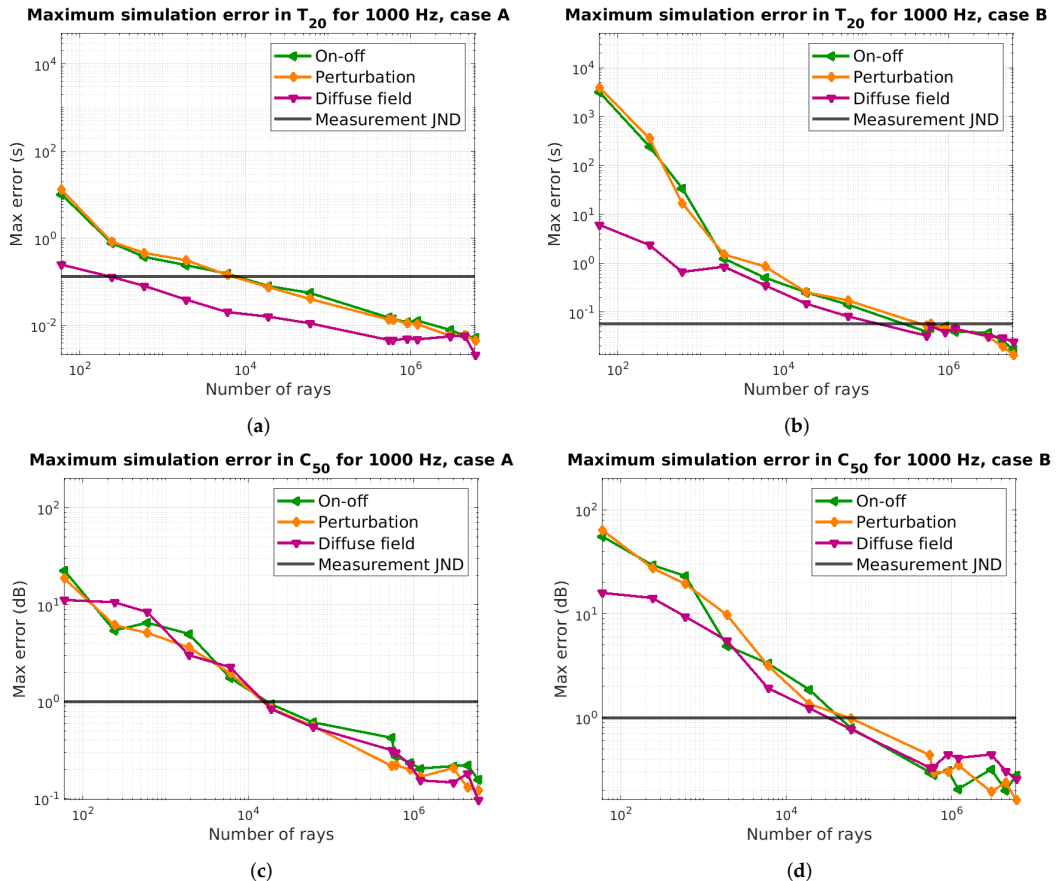 Maximum simulation error in T20 for 1000 Hz, case A
On-off
Perturbation
Diffuse field
Measurement JND
Max error (s)
10^4
10^2
10^0
10^-2
10^2
10^4
10^6
Number of rays
(a)
Maximum simulation error in T20 for 1000 Hz, case B
On-off
Perturbation
Diffuse field
Measurement JND
Max error (s)
10^4
10^3
10^2
10^1
10^0
10^-1
10^2
10^4
10^6
Number of rays
(b)
Maximum simulation error in C50 for 1000 Hz, case A
On-off
Perturbation
Diffuse field
Measurement JND
Max error (dB)
10^2
10^1
10^0
10^-1
10^2
10^4
10^6
Number of rays
(c)
Maximum simulation error in C50 for 1000 Hz, case B
On-off
Perturbation
Diffuse field
Measurement JND
Max error (dB)
10^2
10^1
10^0
10^2
10^4
10^6
Number of rays
(d)